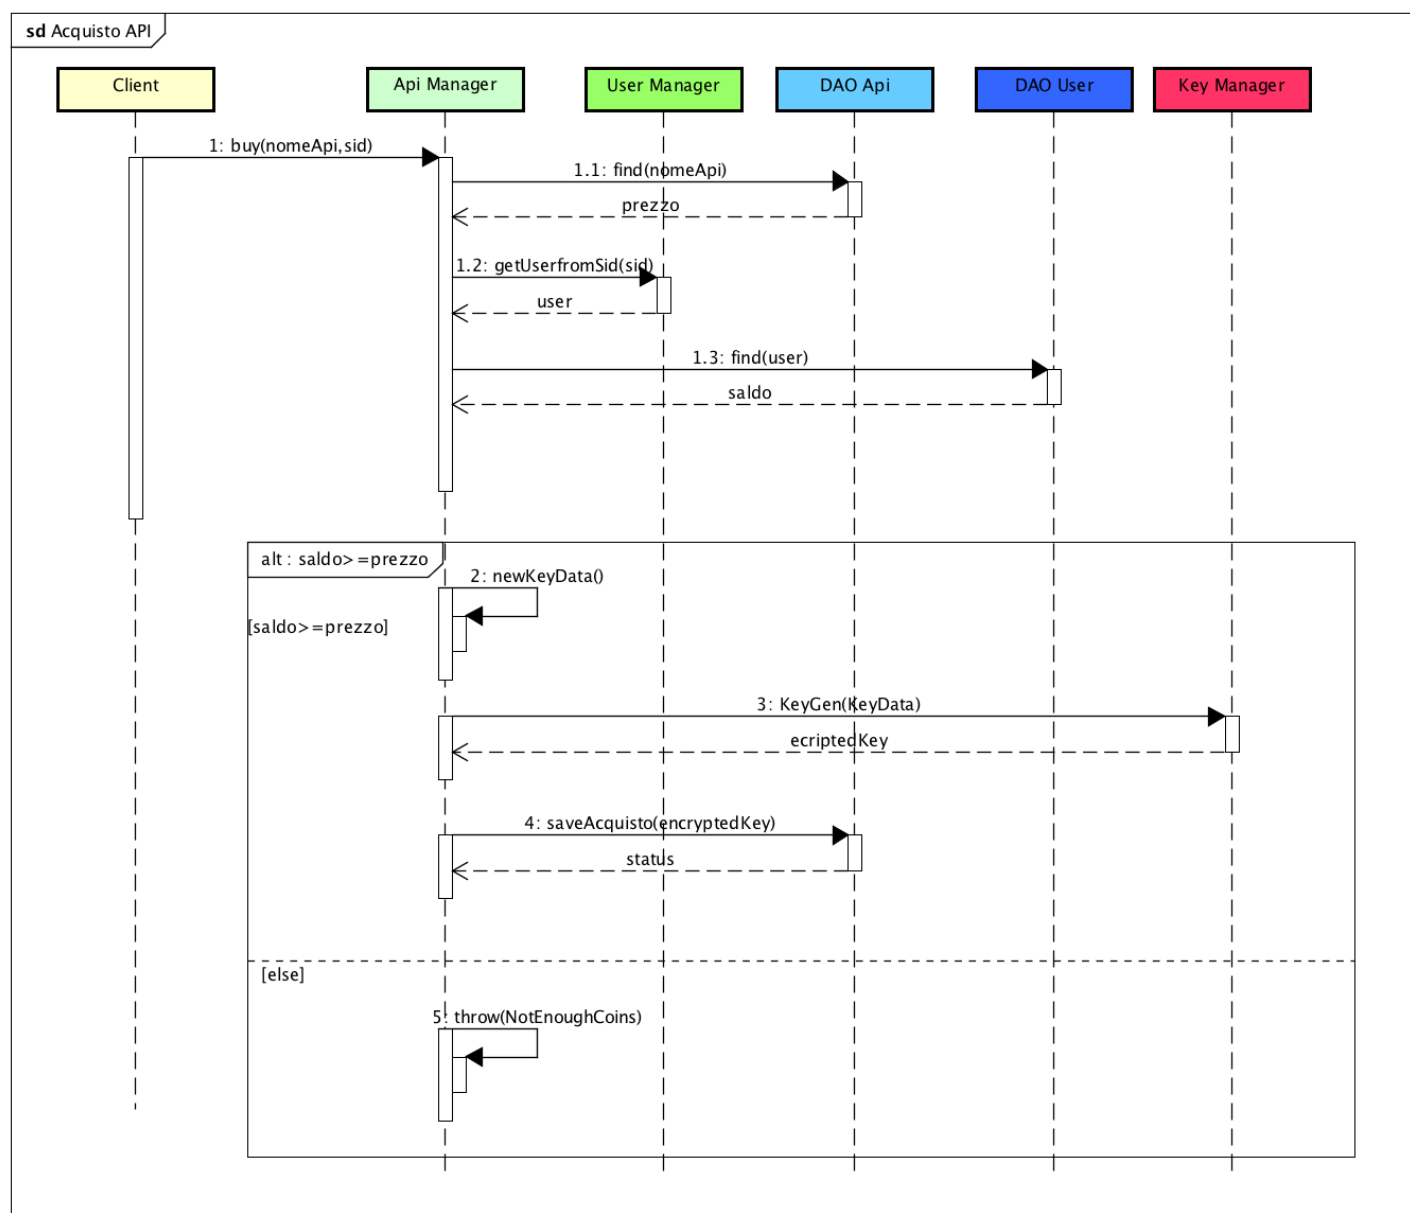 sd Acquisto API
Client
Api Manager
User Manager
DAO Api
DAO User
Key Manager
1: buy(nomeApi,sid)
1.1: find(nomeApi)
prezzo
1.2: getUserfromSid(sid)
user
1.3: find(user)
saldo
alt : saldo>=prezzo
2: newKeyData()
[saldo>=prezzo]
3: KeyGen(KeyData)
ecriptedKey
4: saveAcquisto(encryptedKey)
status
[else]
5: throw(NotEnoughCoins)